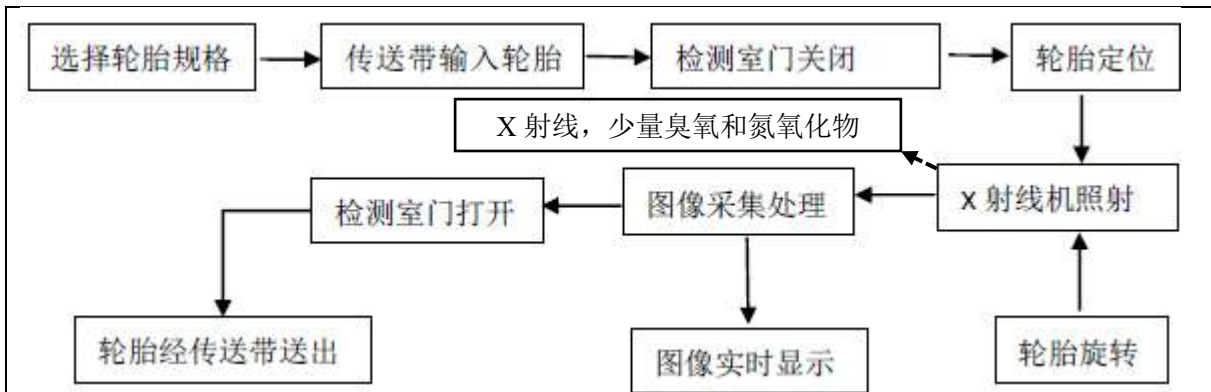 选择轮胎规格
传送带输入轮胎
检测室门关闭
轮胎定位
X 射线，少量臭氧和氮氧化物
X 射线机照射
图像采集处理
检测室门打开
轮胎经传送带送出
图像实时显示
轮胎旋转